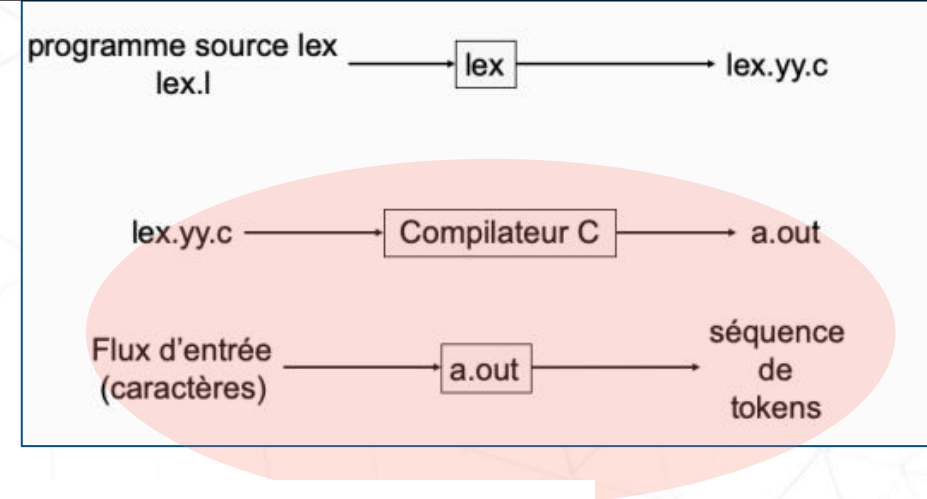 programme source lex
lex.l
lex
lex.yy.c
lex.yy.c
Compilateur C
a.out
Flux d'entrée
(caractères)
a.out
séquence
de
tokens